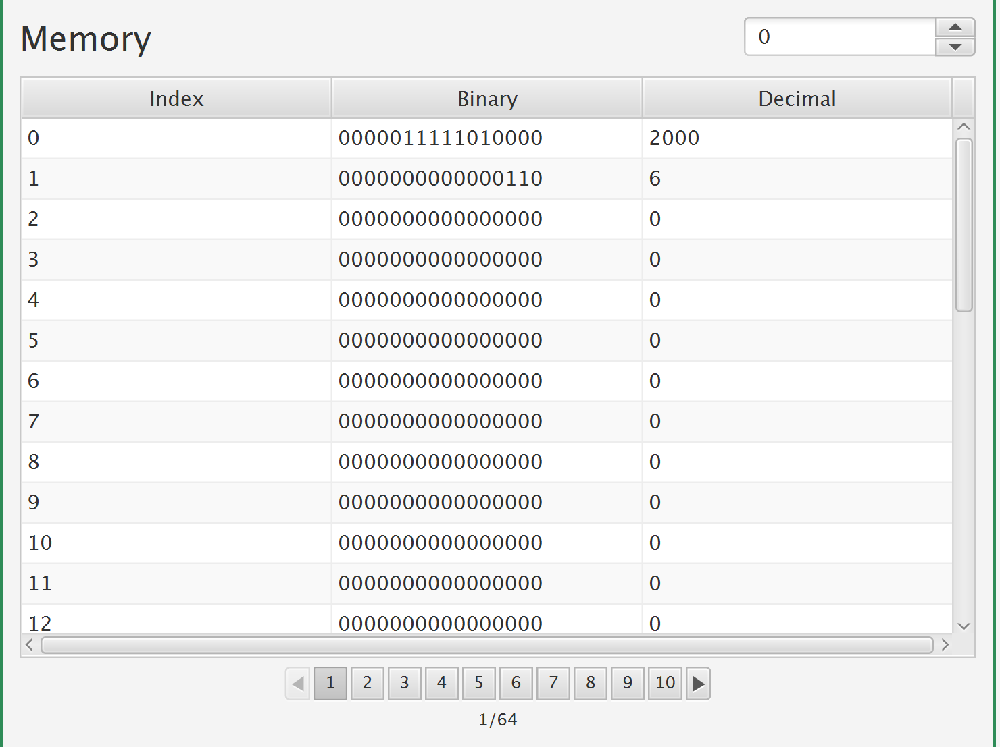 Memory
0
Index Binary Decimal
0 0000011111010000 2000
1 0000000000000110 6
2 0000000000000000 0
3 0000000000000000 0
4 0000000000000000 0
5 0000000000000000 0
6 0000000000000000 0
7 0000000000000000 0
8 0000000000000000 0
9 0000000000000000 0
10 0000000000000000 0
11 0000000000000000 0
12 0000000000000000 0
1 2 3 4 5 6 7 8 9 10
1/64